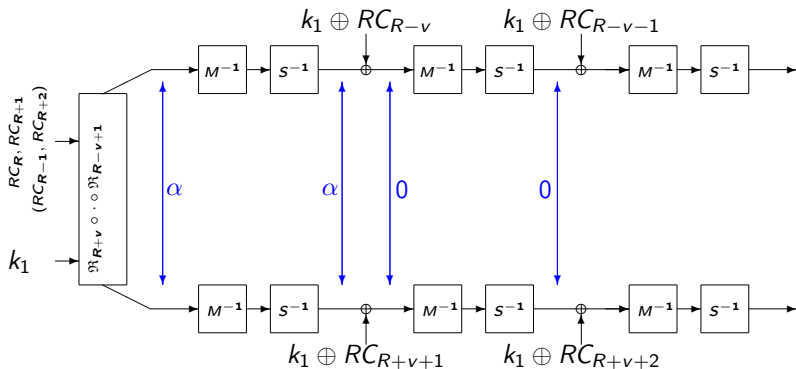 k₁ ⊕ RC_{R−v}
k₁ ⊕ RC_{R−v−1}
M⁻¹ S⁻¹ M⁻¹ S⁻¹ M⁻¹ S⁻¹
RC_R, RC_{R+1}
(RC_{R−1}, RC_{R+2})
k₁
ℜ_{R+v} ∘ · ∘ ℜ_{R−v+1}
α
α
0
0
M⁻¹ S⁻¹ M⁻¹ S⁻¹ M⁻¹ S⁻¹
k₁ ⊕ RC_{R+v+1}
k₁ ⊕ RC_{R+v+2}